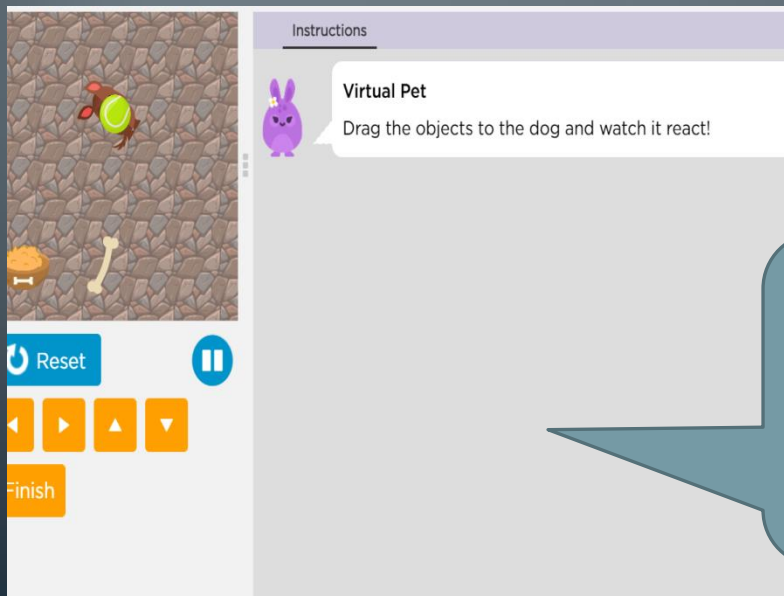 Instructions
Virtual Pet
Drag the objects to the dog and watch it react!
Reset
Finish